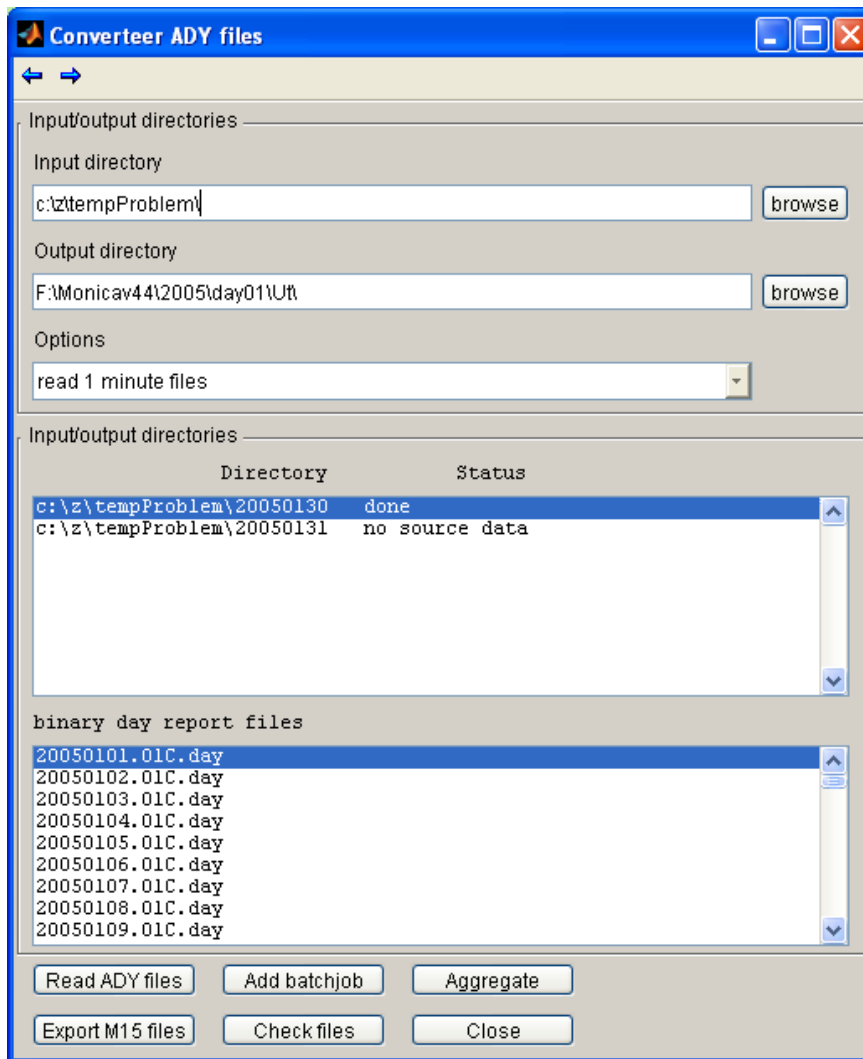 Converteer ADY files
Input/output directories
Input directory
c:\z\tempProblem\
browse
Output directory
F:\Monicav44\2005\day01\Ut\
browse
Options
read 1 minute files
Input/output directories
Directory Status
c:\z\tempProblem\20050130 done
c:\z\tempProblem\20050131 no source data
binary day report files
20050101.01C.day
20050102.01C.day
20050103.01C.day
20050104.01C.day
20050105.01C.day
20050106.01C.day
20050107.01C.day
20050108.01C.day
20050109.01C.day
Read ADY files Add batchjob Aggregate
Export M15 files Check files Close